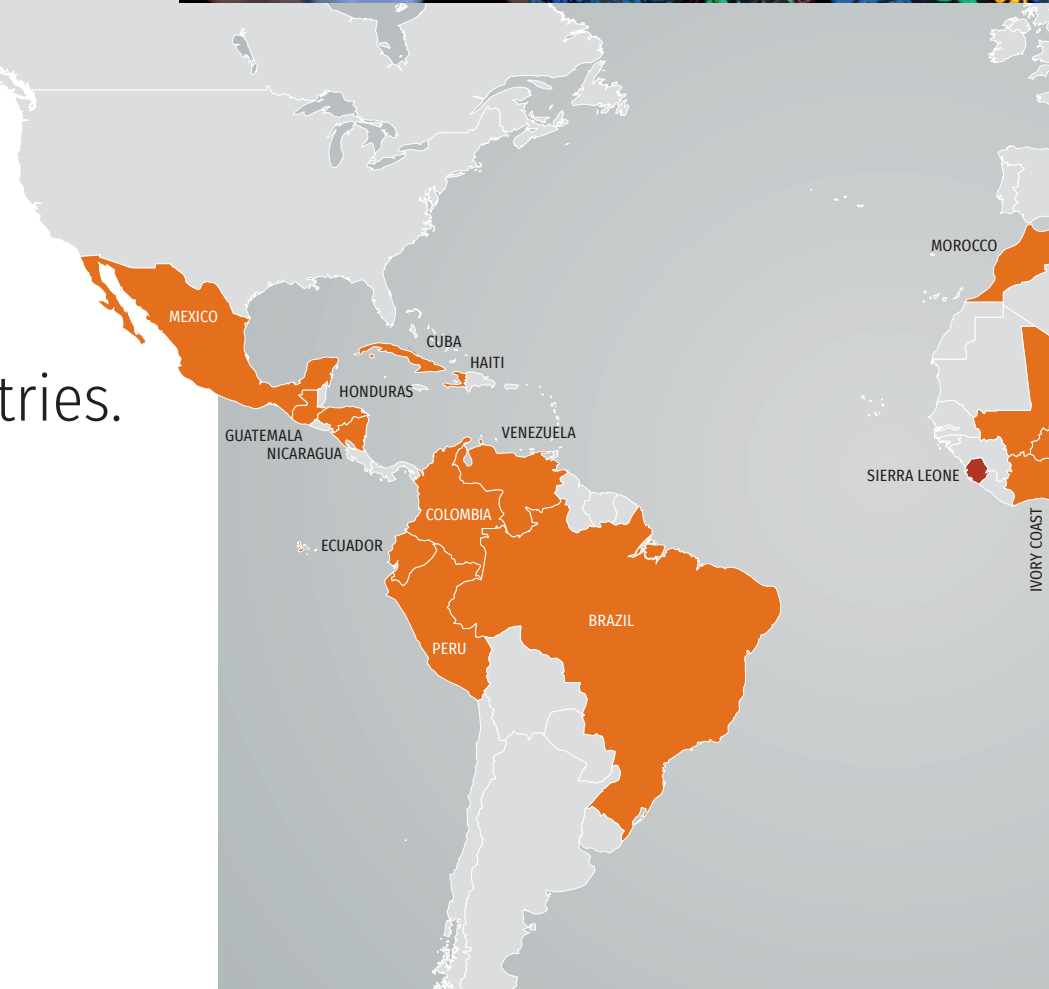 MOROCCO
MEXICO
CUBA
HAITI
tries.
HONDURAS
GUATEMALA
VENEZUELA
NICARAGUA
SIERRA LEONE
COLOMBIA
IVORY COAST
ECUADOR
BRAZIL
PERU